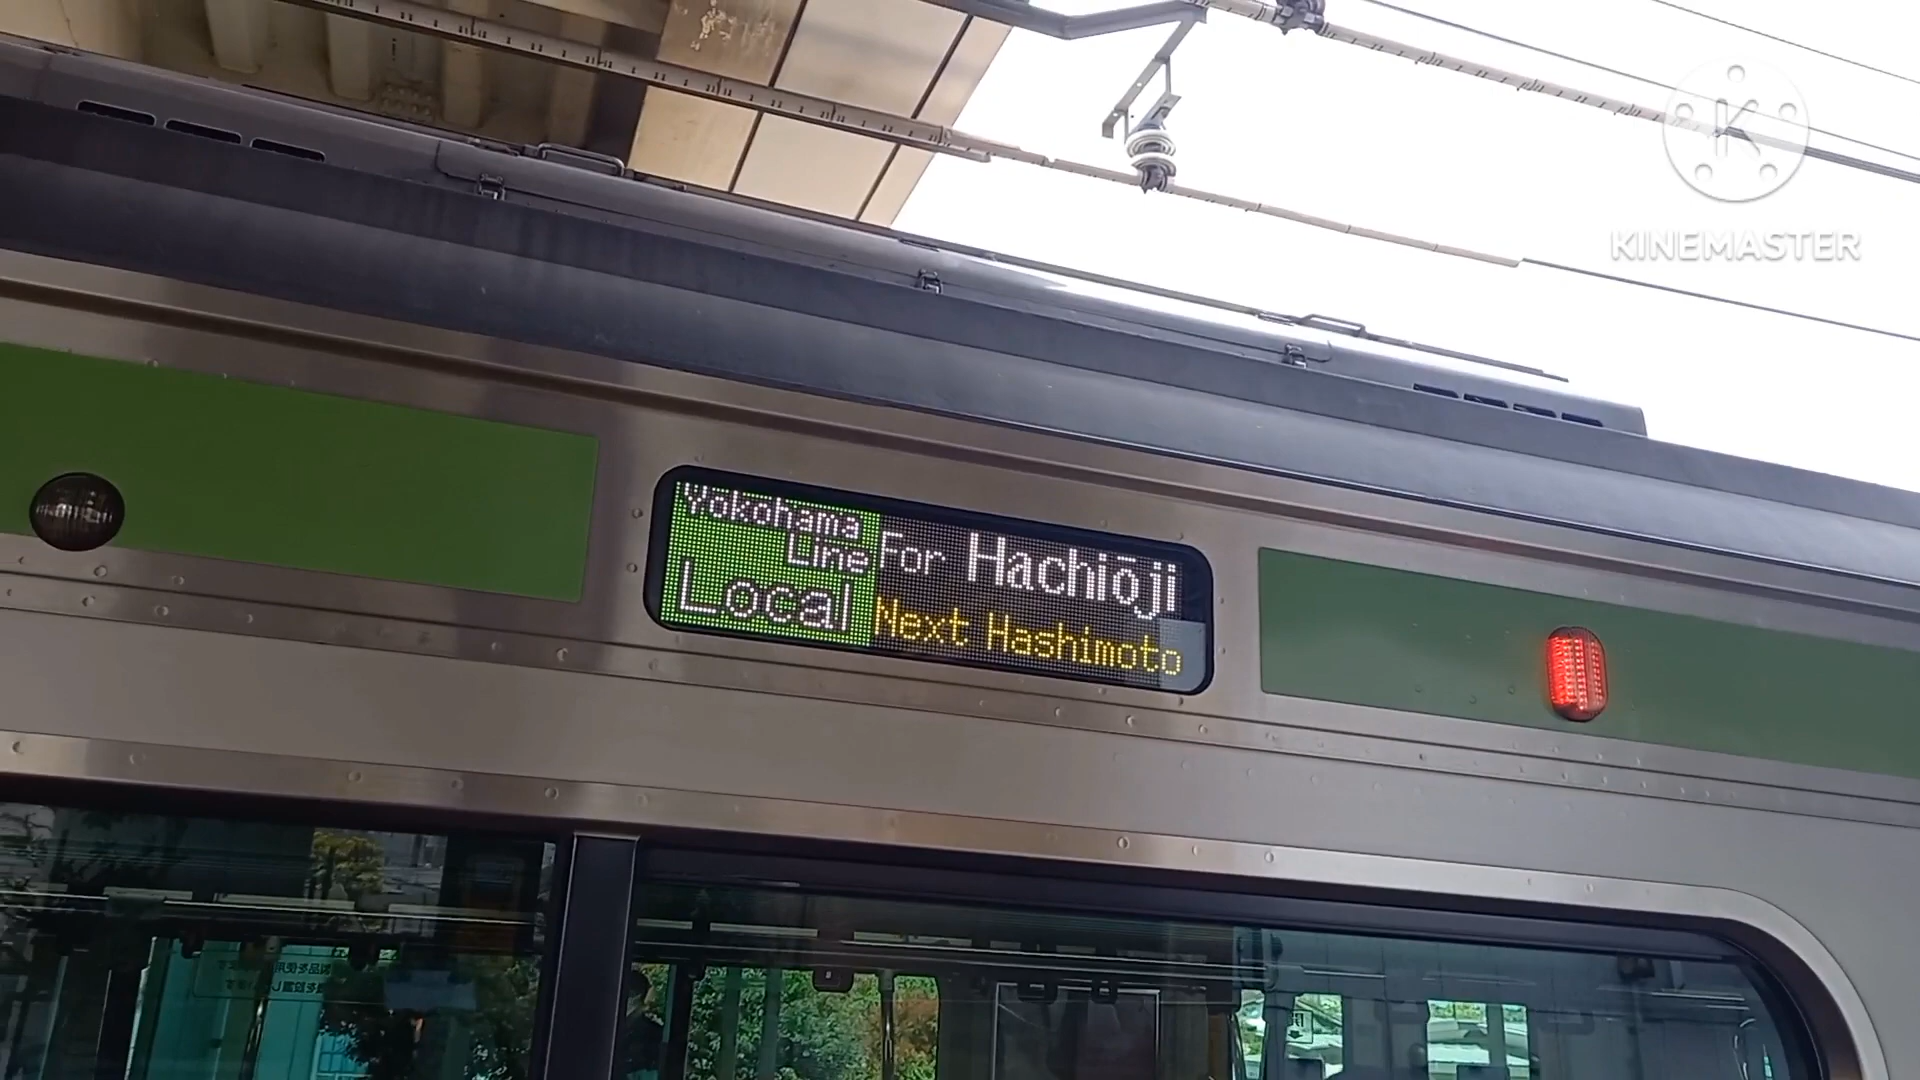 K
KINEMASTER
Yokohama
Line
Local
For Hachiōji
Next Hashimoto